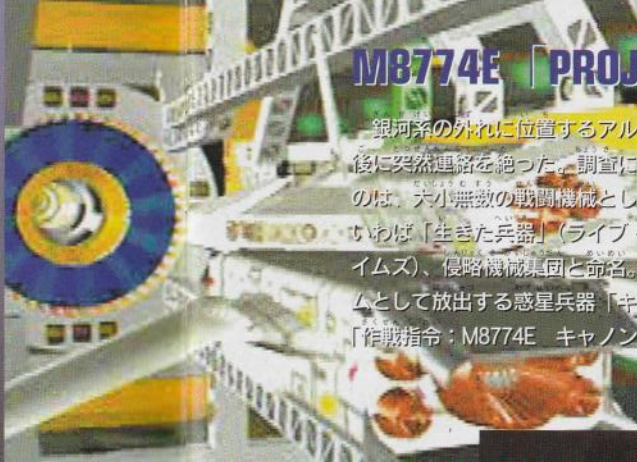 M8774E 「PROJ
銀河系の外れに位置するアル
後に突然連絡を絶った。調査に
のは、大小無数の戦闘機械とし
いわば「生きた兵器」(ライブ
イムズ)、侵略機械集団と命名。
ムとして放出する惑星兵器「キ
「作戦指令：M8774E　キャノン